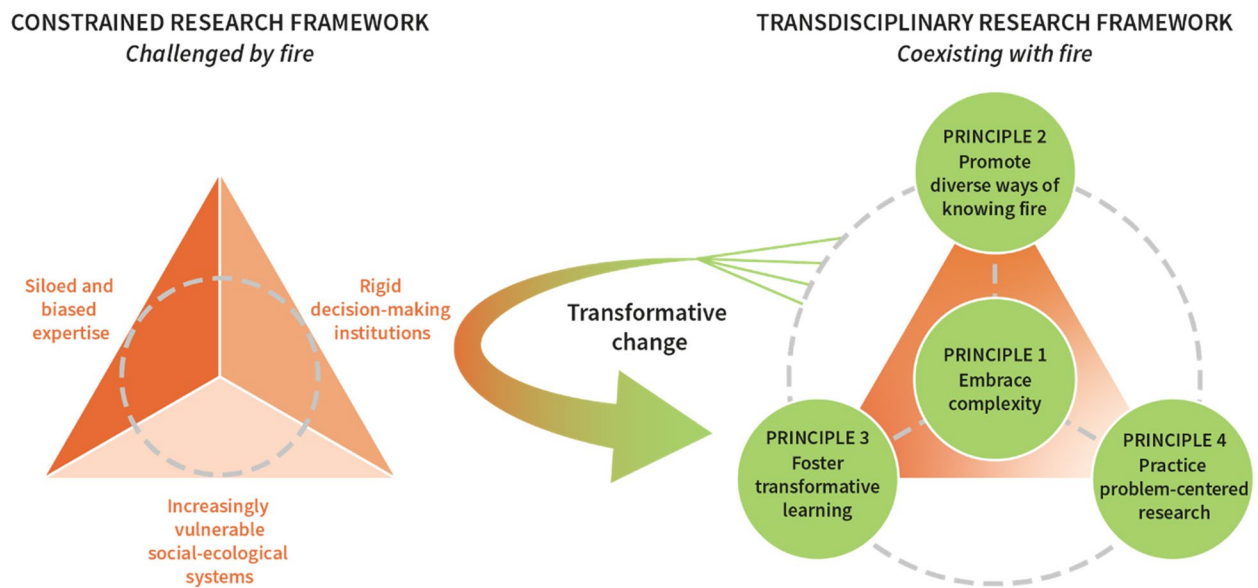 CONSTRAINED RESEARCH FRAMEWORK
Challenged by fire
Siloed and
biased
expertise
Rigid
decision-making
institutions
Increasingly
vulnerable
social-ecological
systems
Transformative
change
TRANSDISCIPLINARY RESEARCH FRAMEWORK
Coexisting with fire
PRINCIPLE 2
Promote
diverse ways of
knowing fire
PRINCIPLE 1
Embrace
complexity
PRINCIPLE 3
Foster
transformative
learning
PRINCIPLE 4
Practice
problem-centered
research